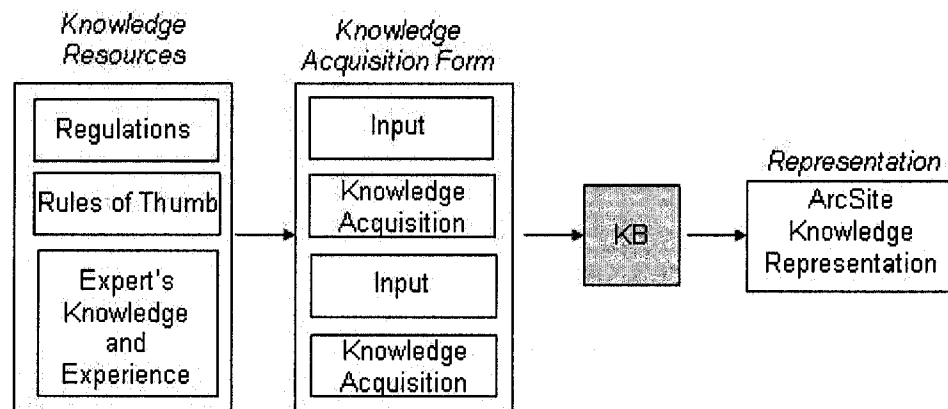 Knowledge
Resources
Regulations
Rules of Thumb
Expert's
Knowledge
and
Experience
Knowledge
Acquisition Form
Input
Knowledge
Acquisition
Input
Knowledge
Acquisition
KB
Representation
ArcSite
Knowledge
Representation